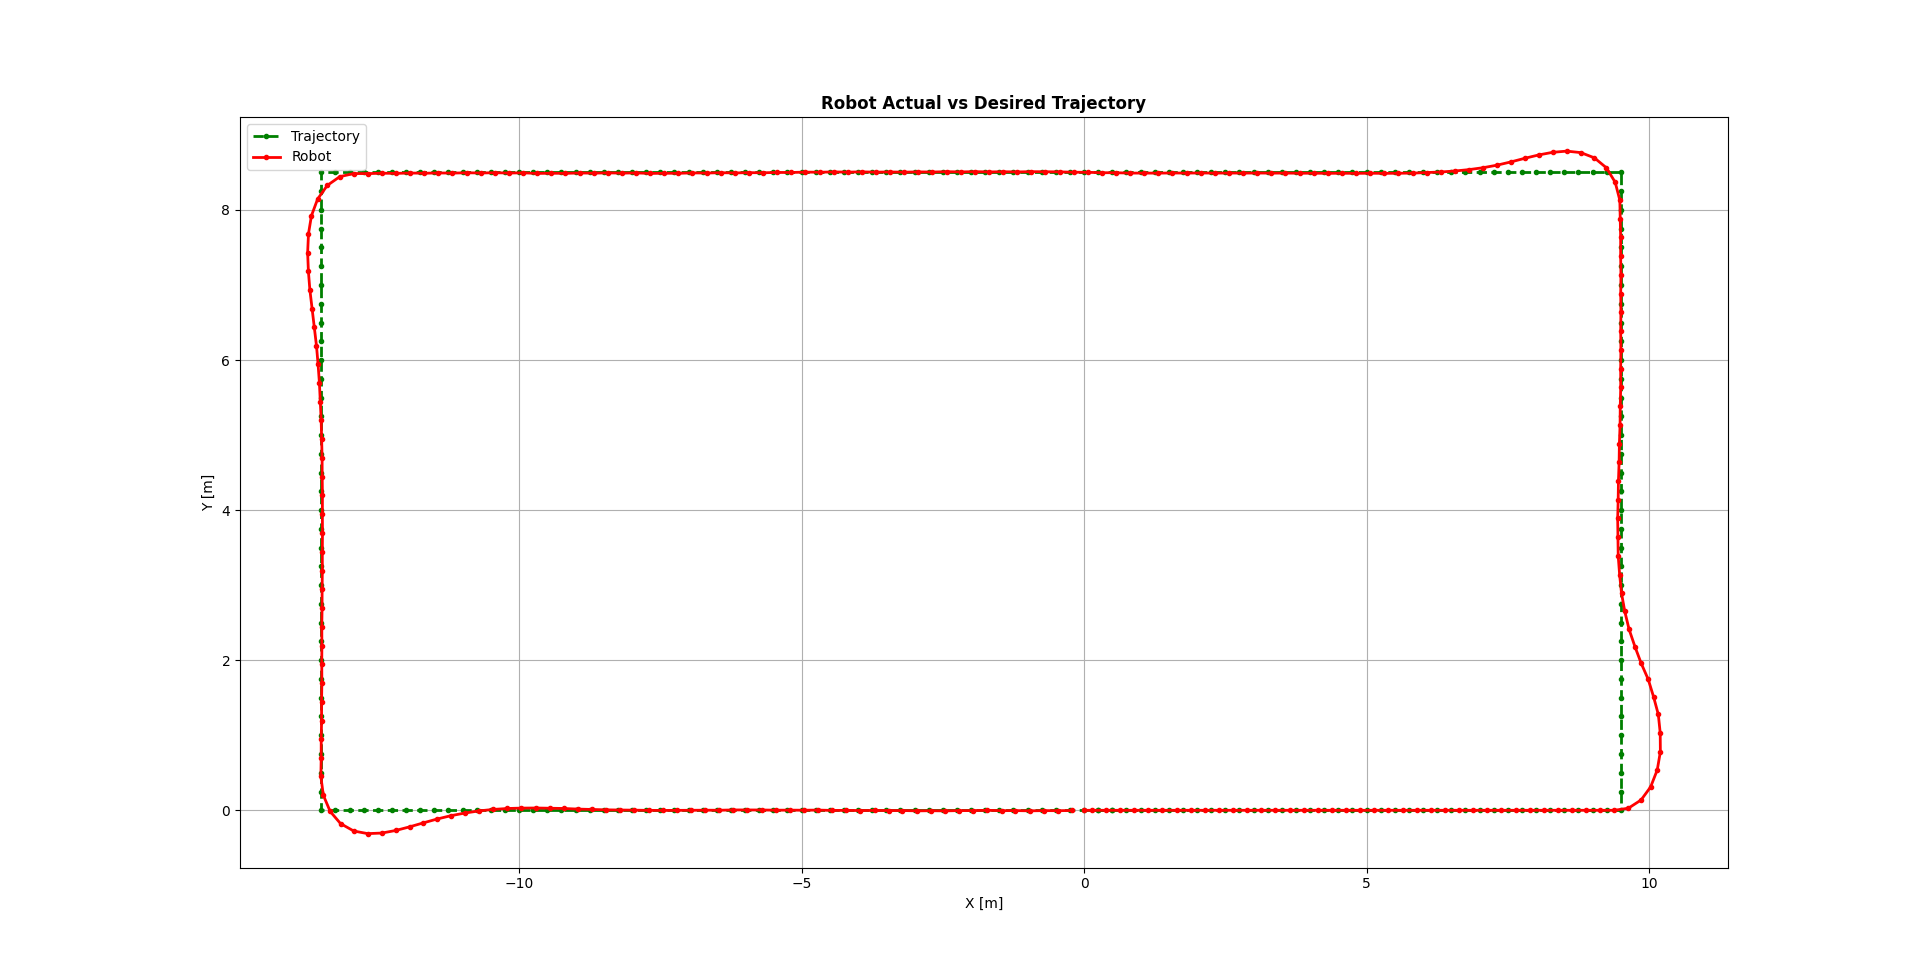 Robot Actual vs Desired Trajectory
Trajectory
Robot
8
6
4
2
0
Y [m]
−10
−5
0
5
10
X [m]